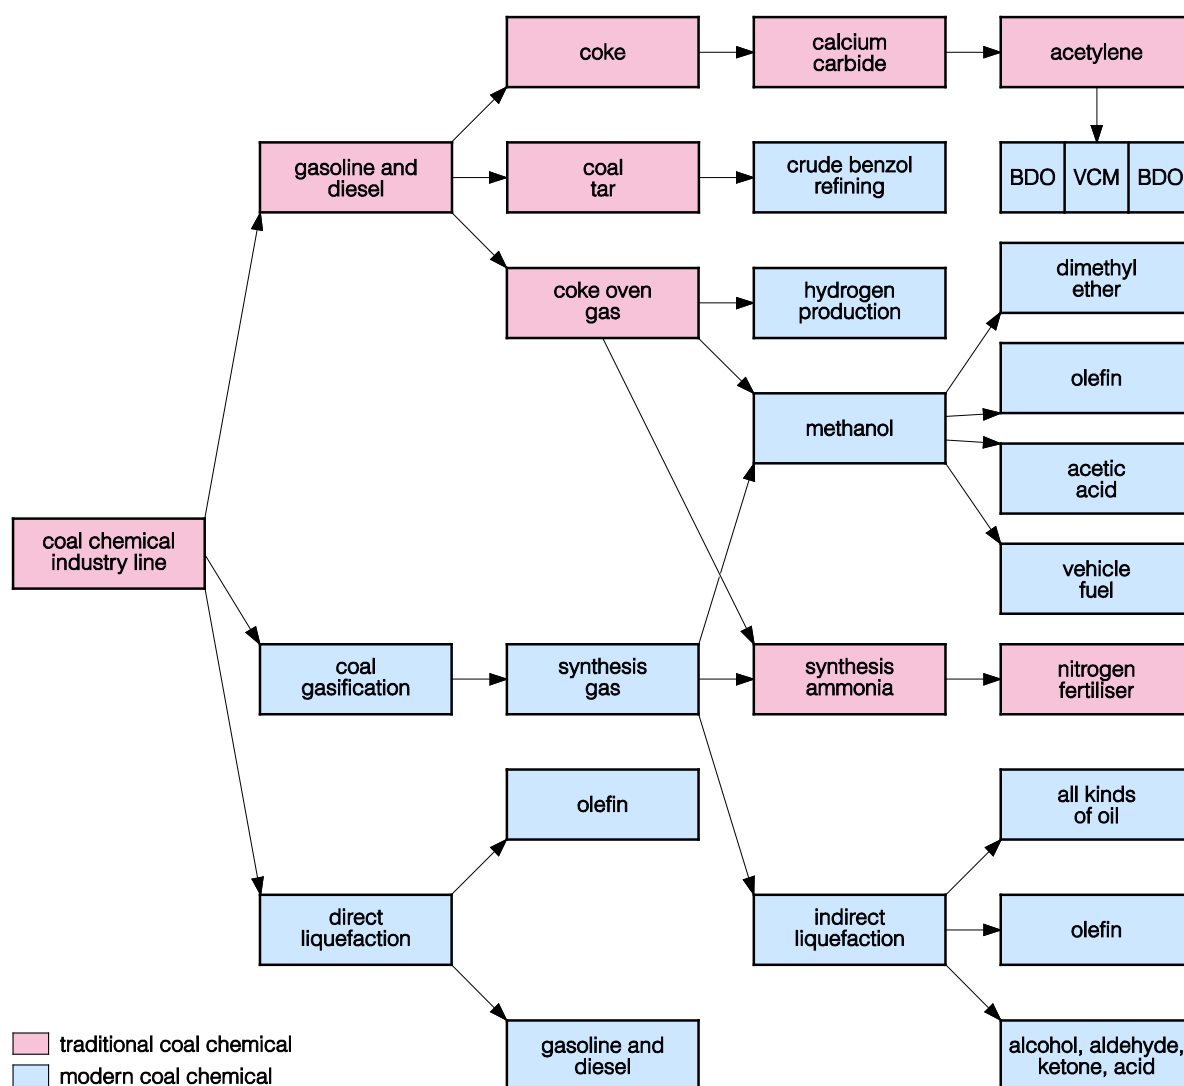 coke
calcium
carbide
acetylene
gasoline and
diesel
coal
tar
crude benzol
refining
BDO
VCM
BDO
coke oven
gas
hydrogen
production
dimethyl
ether
olefin
methanol
acetic
acid
coal chemical
industry line
vehicle
fuel
coal
gasification
synthesis
gas
synthesis
ammonia
nitrogen
fertiliser
olefin
all kinds
of oil
direct
liquefaction
indirect
liquefaction
olefin
gasoline and
diesel
alcohol, aldehyde,
ketone, acid
traditional coal chemical
modern coal chemical